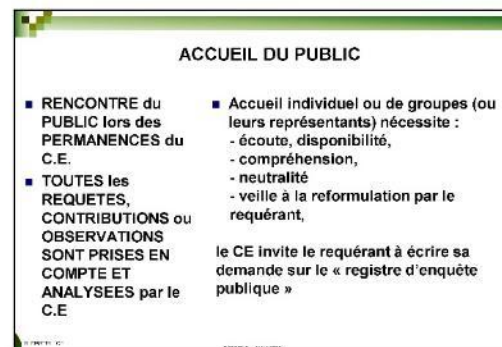 ACCUEIL DU PUBLIC
RENCONTRE du
PUBLIC lors des
PERMANENCES du
C.E.
TOUTES les
REQUETES,
CONTRIBUTIONS ou
OBSERVATIONS
SONT PRISES EN
COMPTE ET
ANALYSEES par le
C.E
Accueil individuel ou de groupes (ou
leurs représentants) nécessite :
- écoute, disponibilité,
- compréhension,
- neutralité
- veille à la reformulation par le
requérant,
le CE invite le requérant à écrire sa
demande sur le « registre d'enquête
publique »